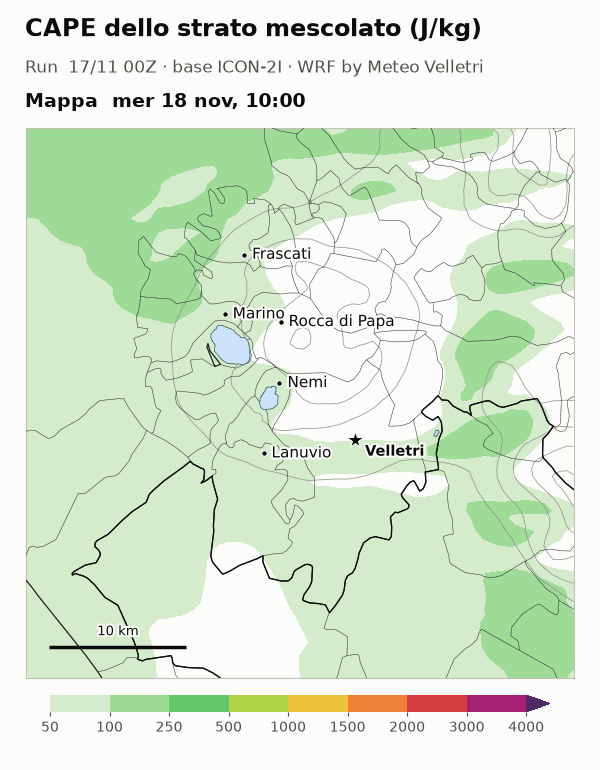 CAPE dello strato mescolato (J/kg)
Run  17/11 00Z · base ICON-2I · WRF by Meteo Velletri
Mappa  mer 18 nov, 10:00
Frascati
Marino
Rocca di Papa
Nemi
Velletri
Lanuvio
10 km
50 100 250 500 1000 1500 2000 3000 4000